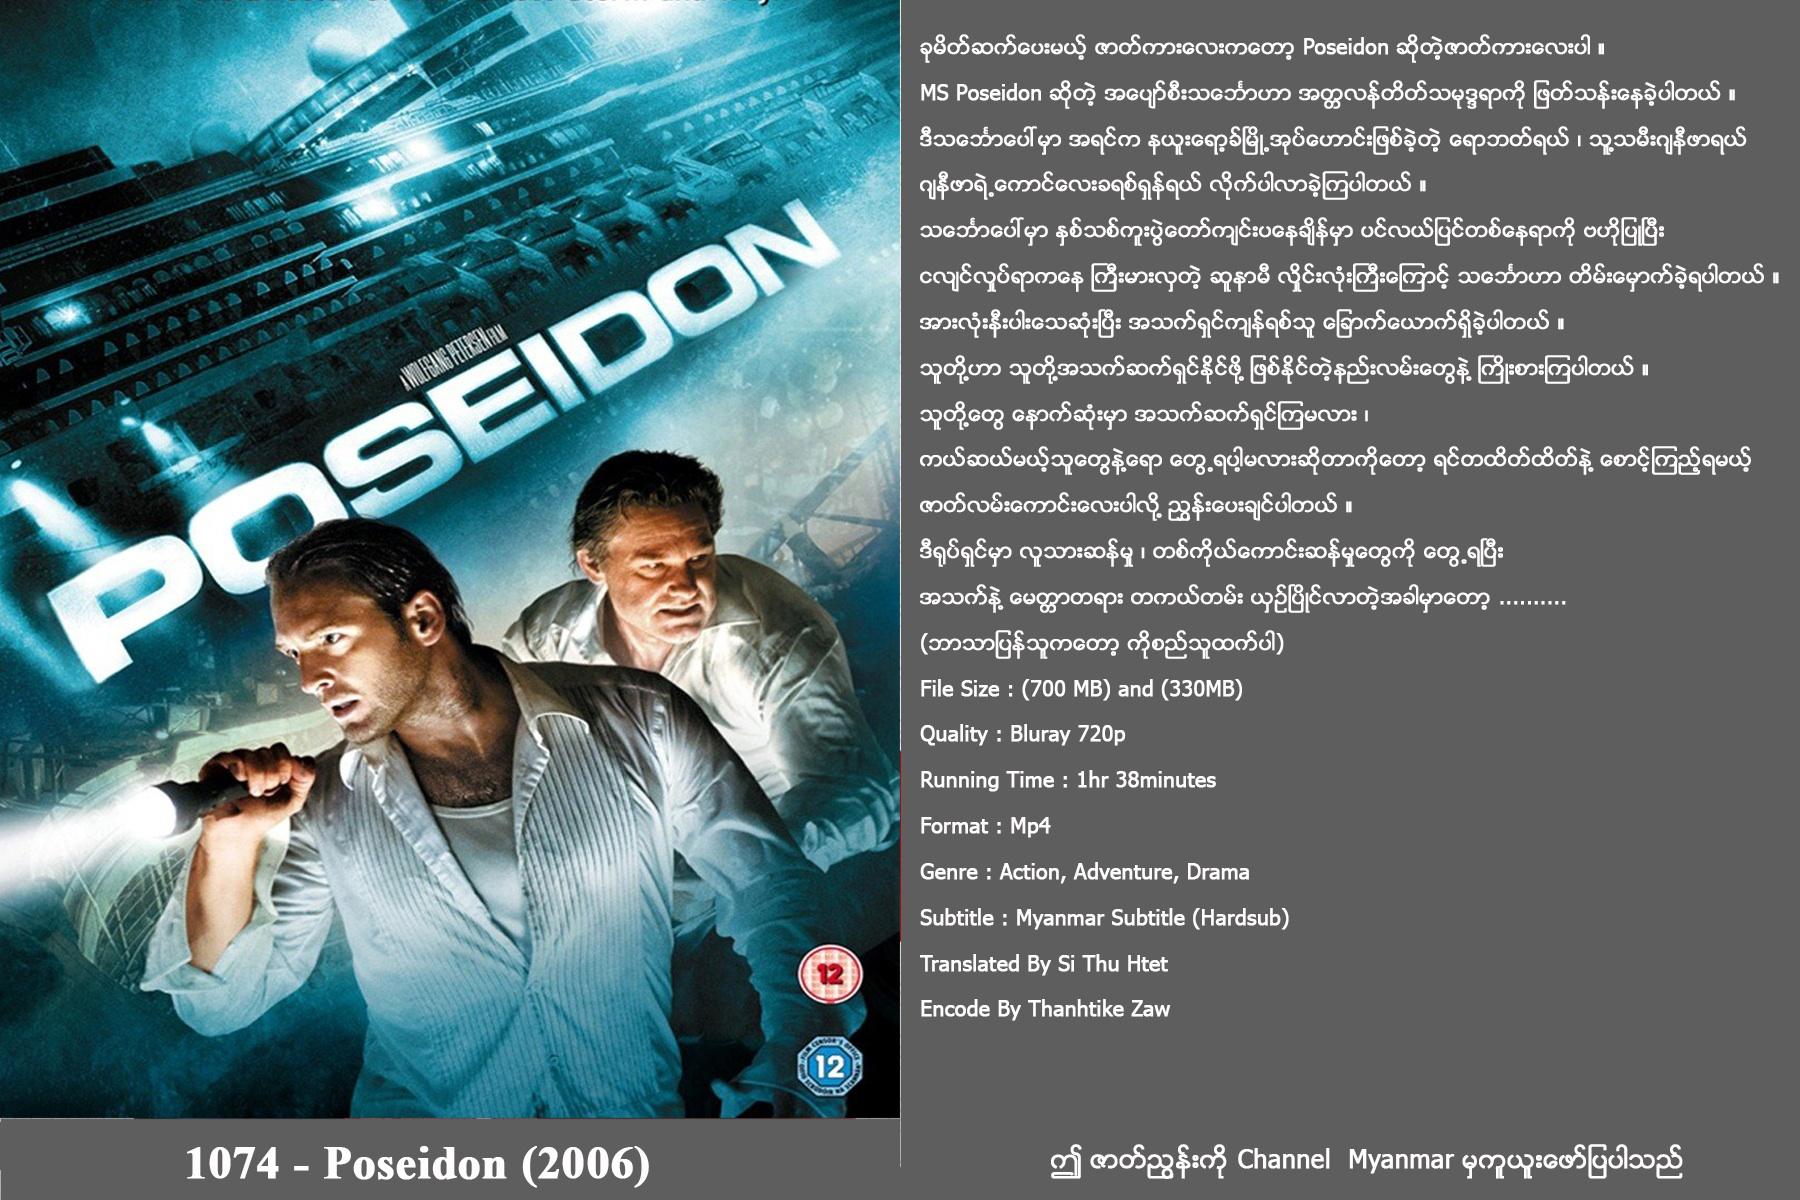 A WOLFGANG PETERSEN FILM
POSEIDON
12
12
1074 - Poseidon (2006)
ခုမိတ်ဆက်ပေးမယ့် ဇာတ်ကားလေးကတော့ Poseidon ဆိုတဲ့ဇာတ်ကားလေးပါ ။
MS Poseidon ဆိုတဲ့ အပျော်စီးသင်္ဘောဟာ အတ္တလန်တိတ်သမုဒ္ဒရာကို ဖြတ်သန်းနေခဲ့ပါတယ် ။
ဒီသင်္ဘောပေါ်မှာ အရင်က နယူးရော့ခ်မြို့အုပ်ဟောင်းဖြစ်ခဲ့တဲ့ ရောဘတ်ရယ် ၊ သူ့သမီးဂျနီဖာရယ်
ဂျနီဖာရဲ့ကောင်လေးခရစ်ရှန်ရယ် လိုက်ပါလာခဲ့ကြပါတယ် ။
သင်္ဘောပေါ်မှာ နှစ်သစ်ကူးပွဲတော်ကျင်းပနေချိန်မှာ ပင်လယ်ပြင်တစ်နေရာကို ဗဟိုပြုပြီး
ငလျင်လှုပ်ရာကနေ ကြီးမားလှတဲ့ ဆူနာမီ လှိုင်းလုံးကြီးကြောင့် သင်္ဘောဟာ တိမ်းမှောက်ခဲ့ရပါတယ် ။
အားလုံးနီးပါးသေဆုံးပြီး အသက်ရှင်ကျန်ရစ်သူ ခြောက်ယောက်ရှိခဲ့ပါတယ် ။
သူတို့ဟာ သူတို့အသက်ဆက်ရှင်နိုင်ဖို့ ဖြစ်နိုင်တဲ့နည်းလမ်းတွေနဲ့ ကြိုးစားကြပါတယ် ။
သူတို့တွေ နောက်ဆုံးမှာ အသက်ဆက်ရှင်ကြမလား ၊
ကယ်ဆယ်မယ့်သူတွေနဲ့ရော တွေ့ရပါ့မလားဆိုတာကိုတော့ ရင်တထိတ်ထိတ်နဲ့ စောင့်ကြည့်ရမယ့်
ဇာတ်လမ်းကောင်းလေးပါလို့ ညွှန်းပေးချင်ပါတယ် ။
ဒီရုပ်ရှင်မှာ လူသားဆန်မှု ၊ တစ်ကိုယ်ကောင်းဆန်မှုတွေကို တွေ့ရပြီး
အသက်နဲ့ မေတ္တာတရား တကယ်တမ်း ယှဉ်ပြိုင်လာတဲ့အခါမှာတော့ ..........
(ဘာသာပြန်သူကတော့ ကိုစည်သူထက်ပါ)
File Size : (700 MB) and (330MB)
Quality : Bluray 720p
Running Time : 1hr 38minutes
Format : Mp4
Genre : Action, Adventure, Drama
Subtitle : Myanmar Subtitle (Hardsub)
Translated By Si Thu Htet
Encode By Thanhtike Zaw
ဤ ဇာတ်ညွှန်းကို Channel Myanmar မှကူယူးဖော်ပြပါသည်